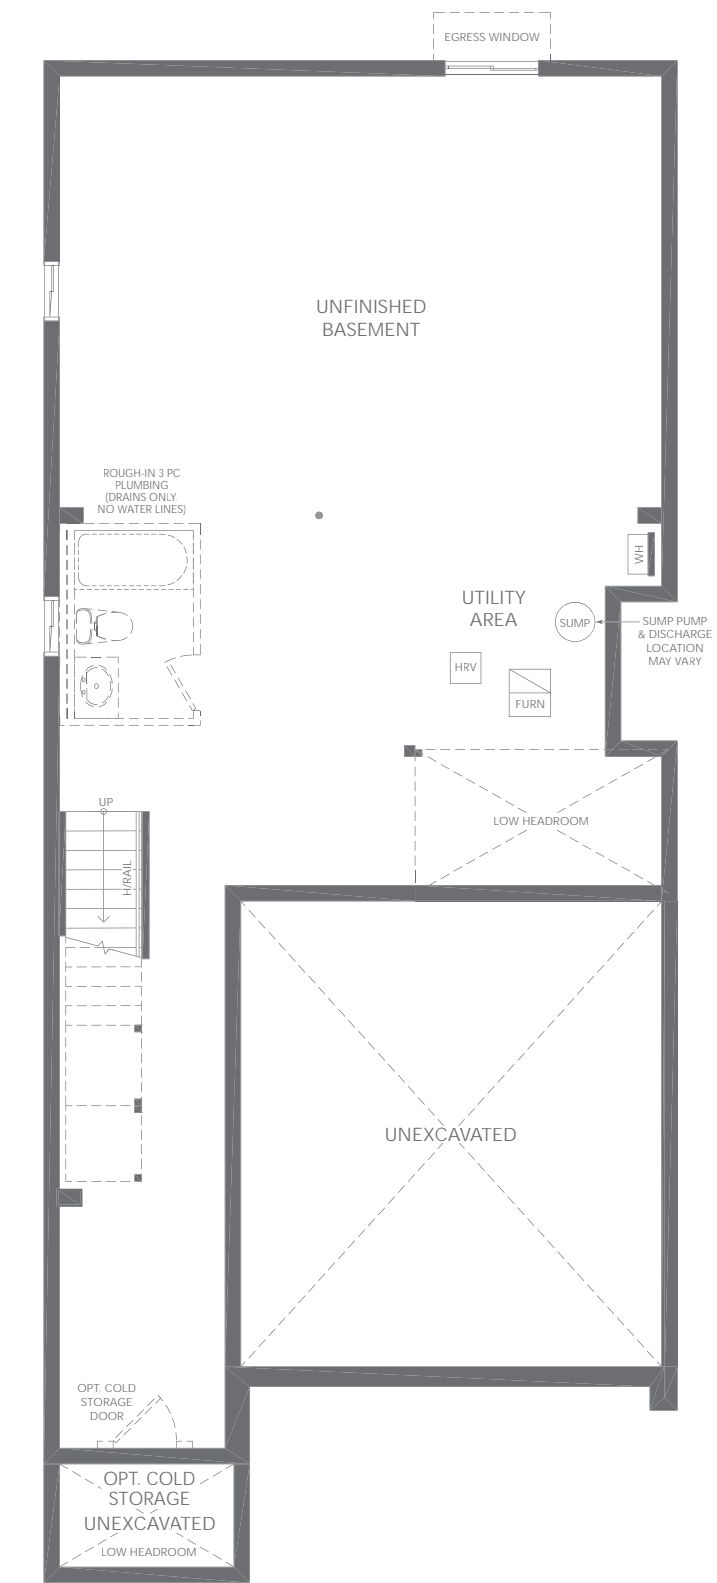 EGRESS WINDOW
UNFINISHED
BASEMENT
ROUGH-IN 3 PC
PLUMBING
(DRAINS ONLY.
NO WATER LINES)
WH
UTILITY
AREA
SUMP
SUMP PUMP
& DISCHARGE
LOCATION
MAY VARY
HRV
FURN
UP
H/RAIL
LOW HEADROOM
UNEXCAVATED
OPT. COLD
STORAGE
DOOR
OPT. COLD
STORAGE
UNEXCAVATED
LOW HEADROOM